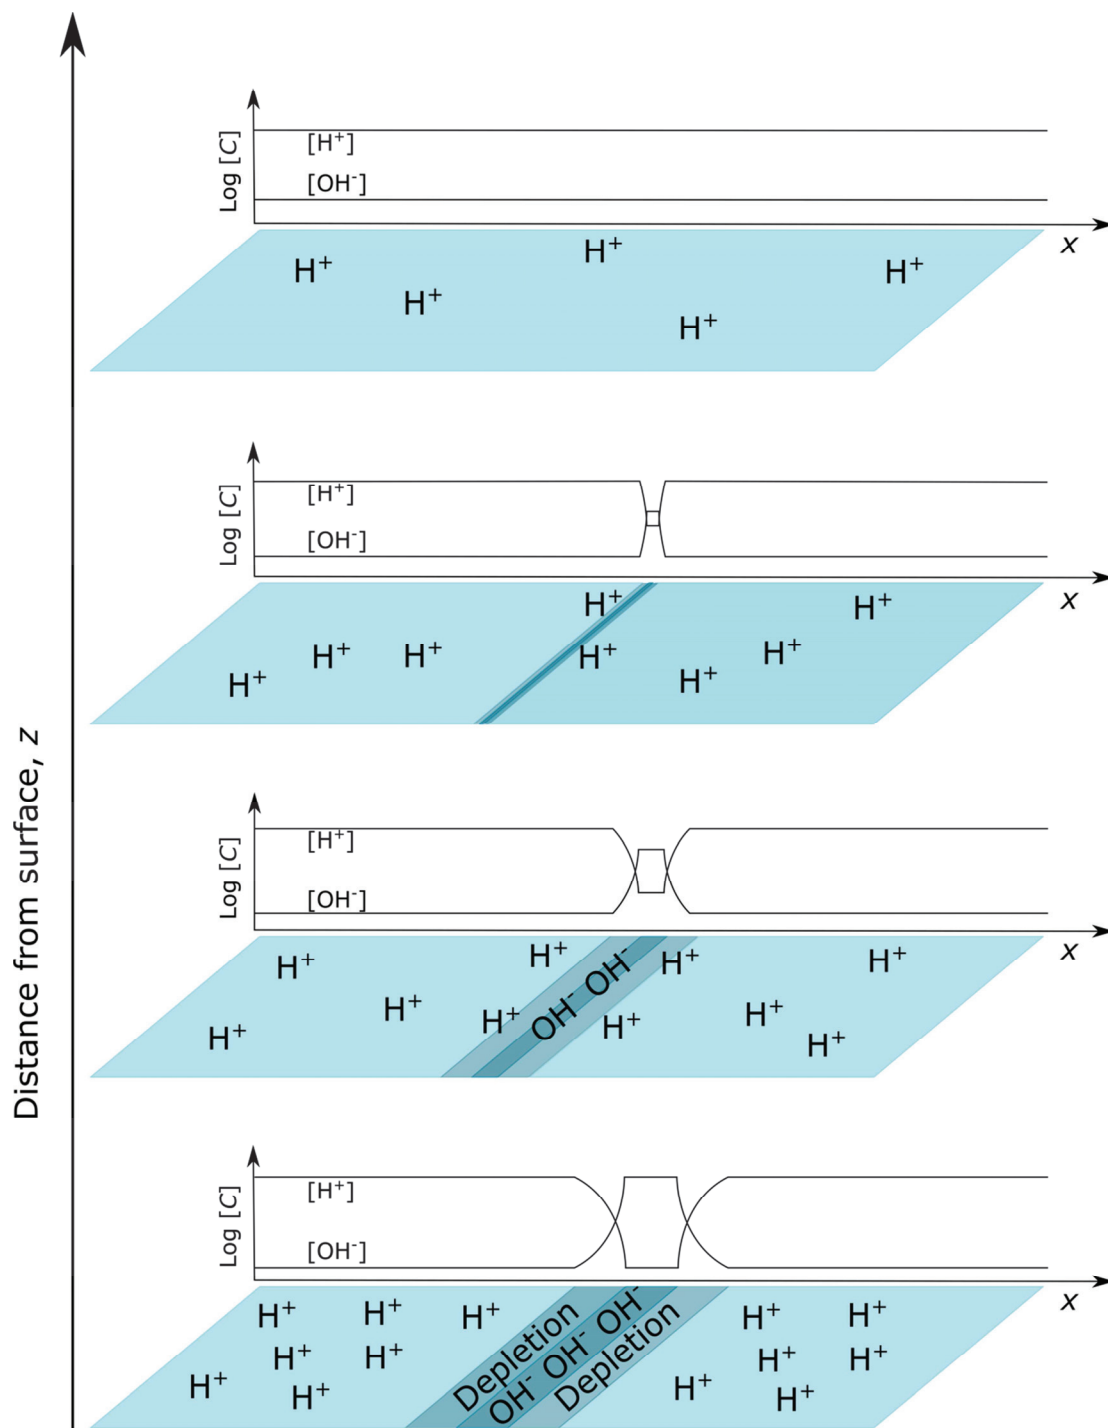 Distance from surface, z
Log [C]
[H⁺]
[OH⁻]
x
H⁺
H⁺
H⁺
H⁺
H⁺
Log [C]
[H⁺]
[OH⁻]
x
H⁺
H⁺
H⁺
H⁺
H⁺
H⁺
H⁺
H⁺
Log [C]
[H⁺]
[OH⁻]
x
H⁺
H⁺
H⁺
H⁺
OH⁻ OH⁻
H⁺
H⁺
H⁺
H⁺
H⁺
H⁺
Log [C]
[H⁺]
[OH⁻]
x
H⁺ H⁺ H⁺
H⁺ H⁺
H⁺ H⁺
Depletion
OH⁻ OH⁻ OH⁻
Depletion
H⁺ H⁺
H⁺ H⁺
H⁺ H⁺